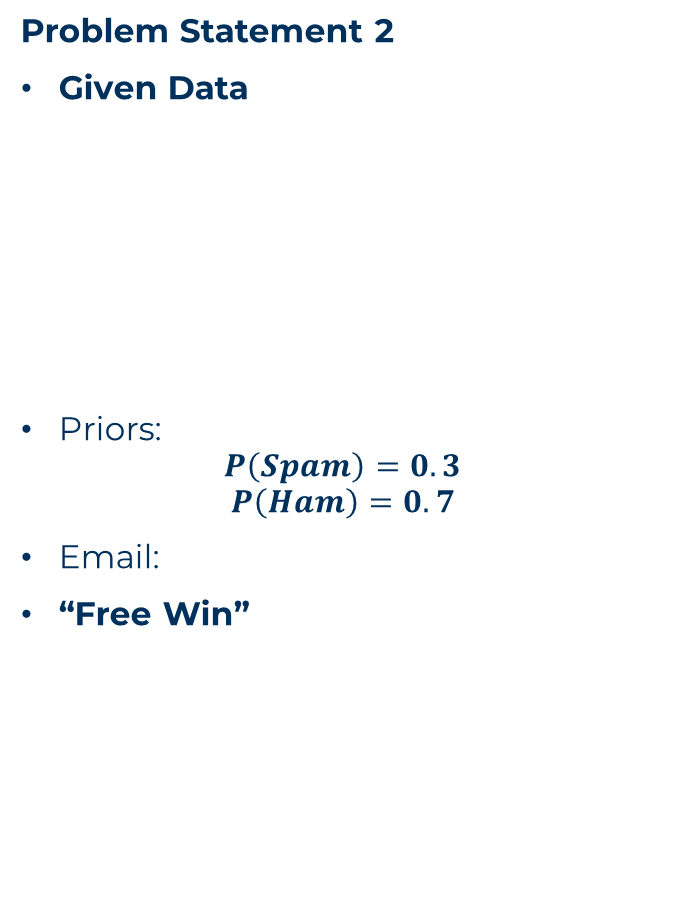 Problem Statement 2
• Given Data
• Priors:
P(Spam) = 0.3
P(Ham) = 0.7
• Email:
• “Free Win”